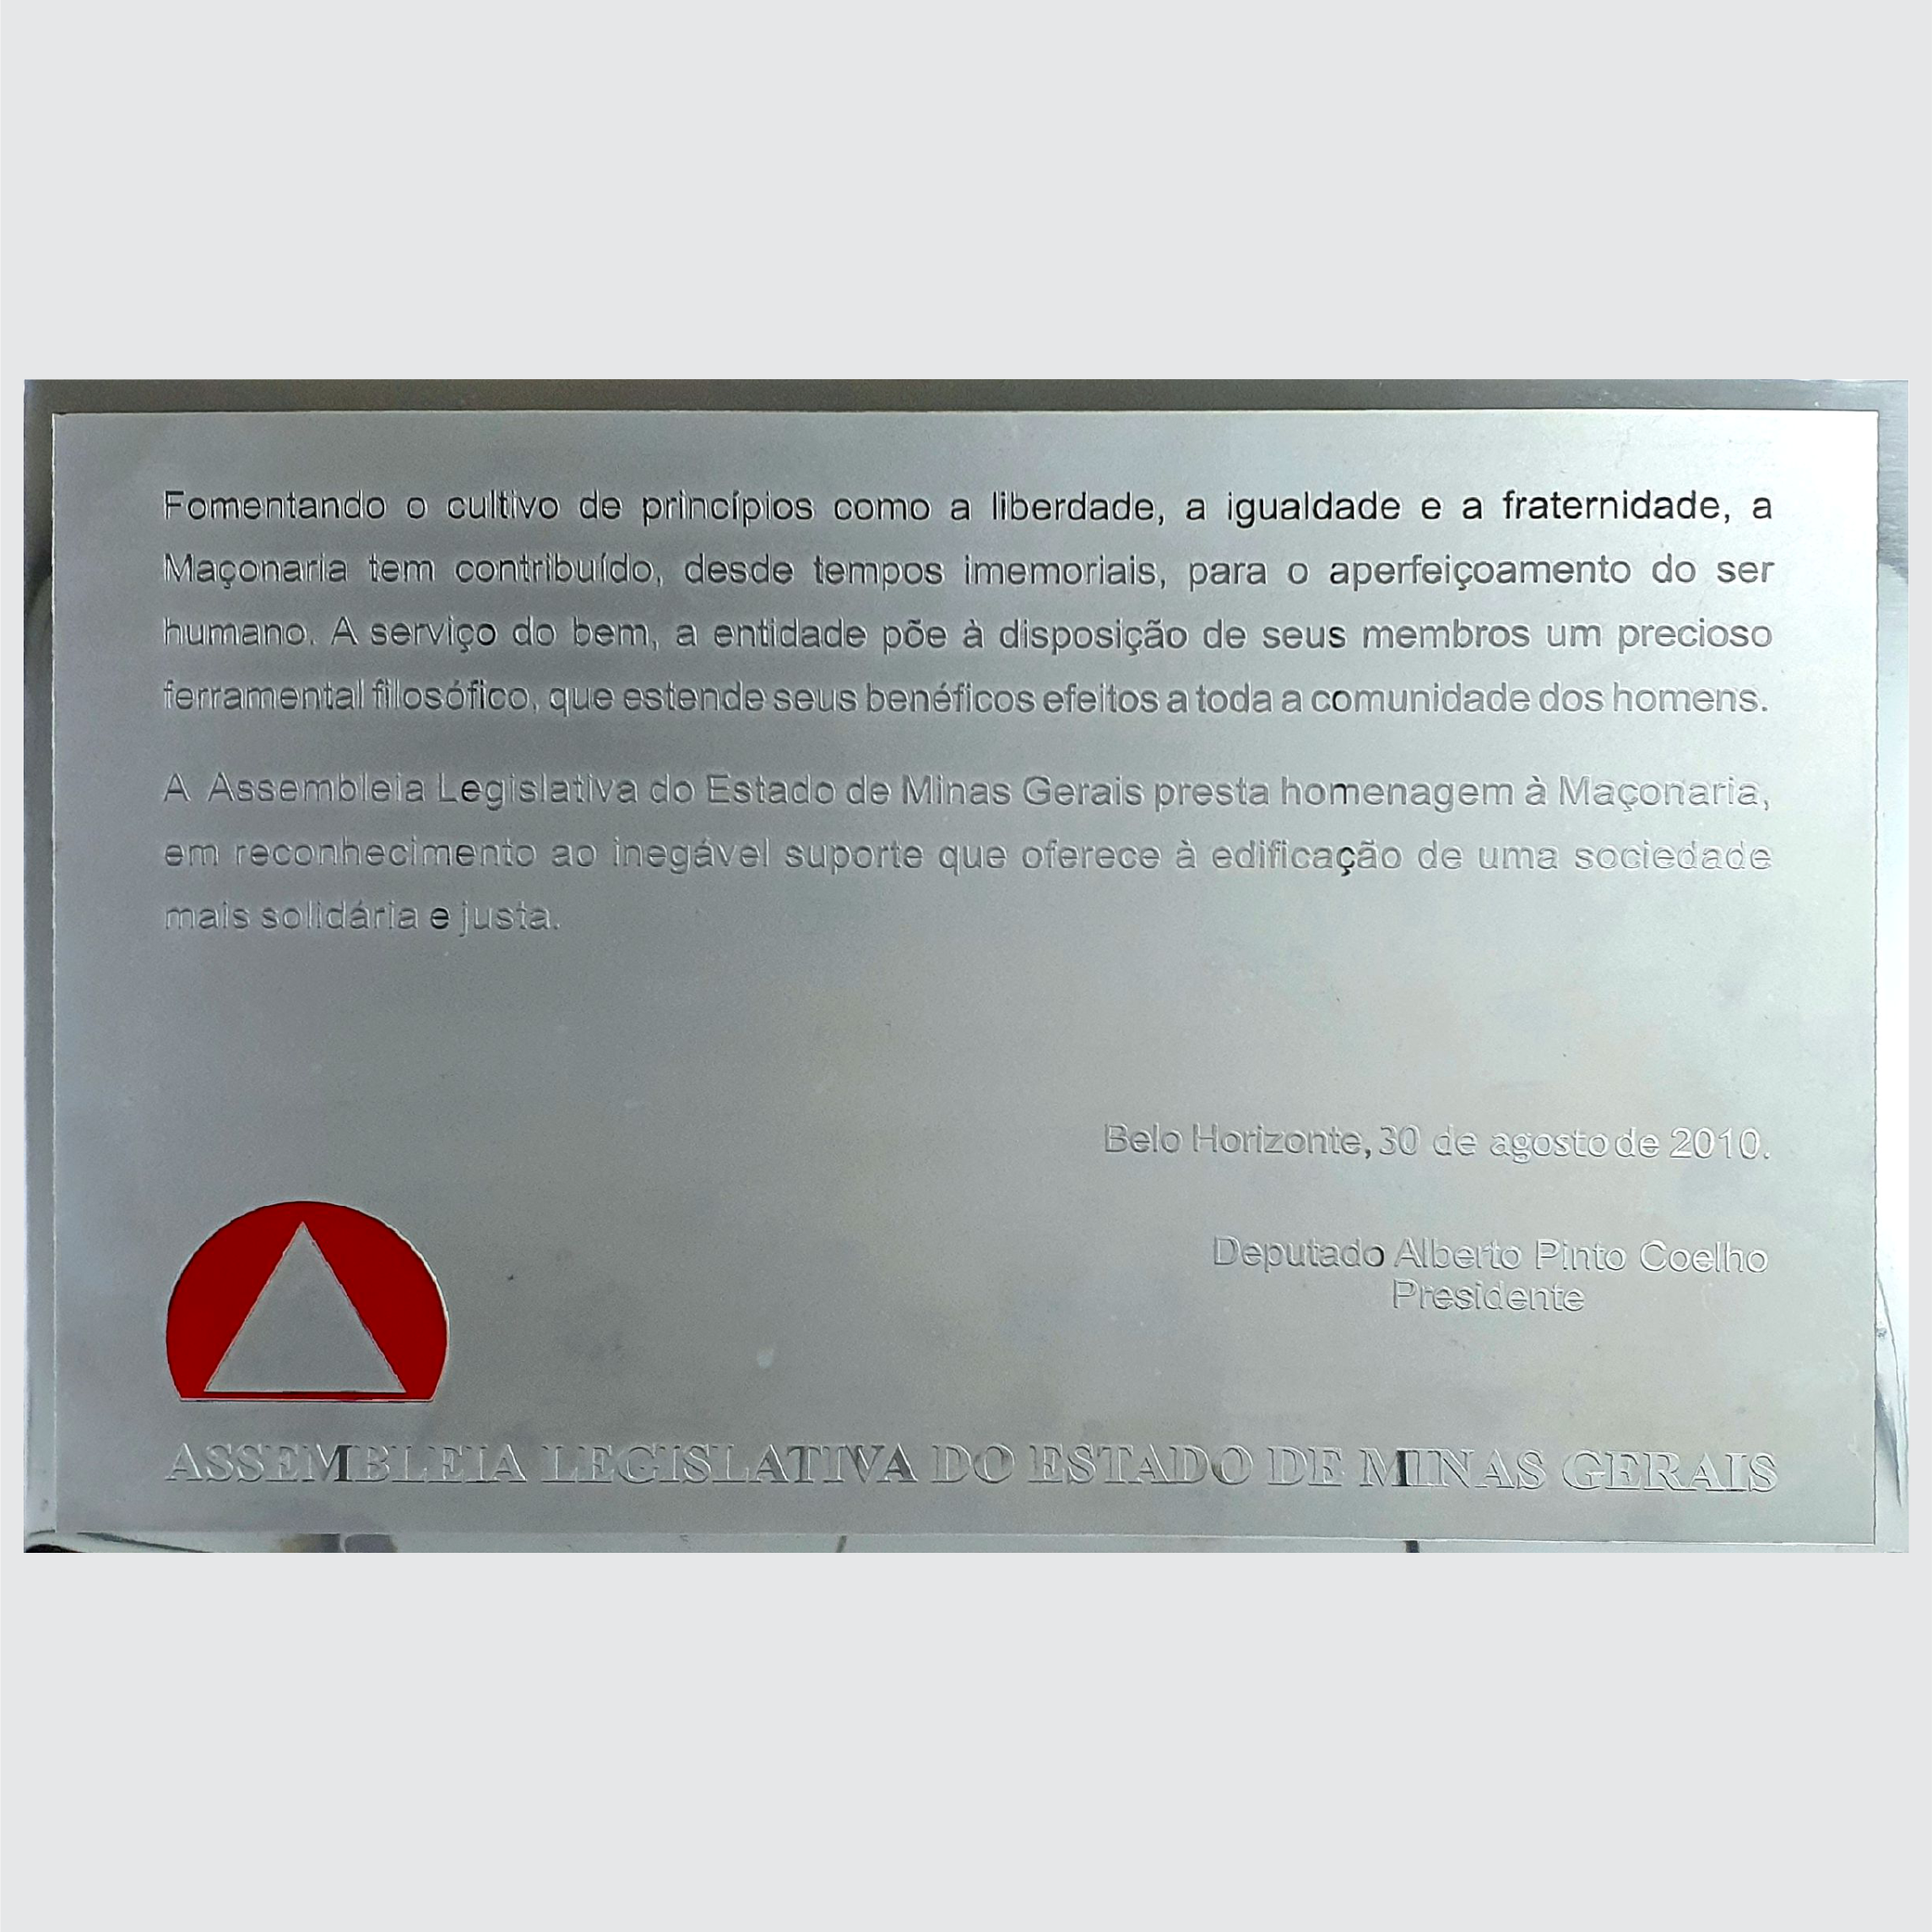 Fomentando o cultivo de princípios como a liberdade, a igualdade e a fraternidade, a
Maçonaria tem contribuído, desde tempos imemoriais, para o aperfeiçoamento do ser
humano. A serviço do bem, a entidade põe à disposição de seus membros um precioso
ferramental filosófico, que estende seus benéficos efeitos a toda a comunidade dos homens.
A Assembleia Legislativa do Estado de Minas Gerais presta homenagem à Maçonaria,
em reconhecimento ao inegável suporte que oferece à edificação de uma sociedade
mais solidária e justa.
Belo Horizonte, 30 de agosto de 2010.
Deputado Alberto Pinto Coelho
Presidente
ASSEMBLEIA LEGISLATIVA DO ESTADO DE MINAS GERAIS